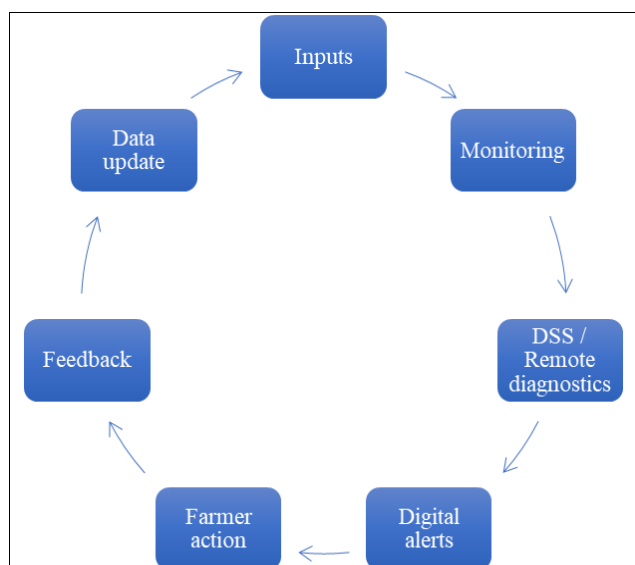 Inputs
Monitoring
DSS /
Remote
diagnostics
Digital
alerts
Farmer
action
Feedback
Data
update